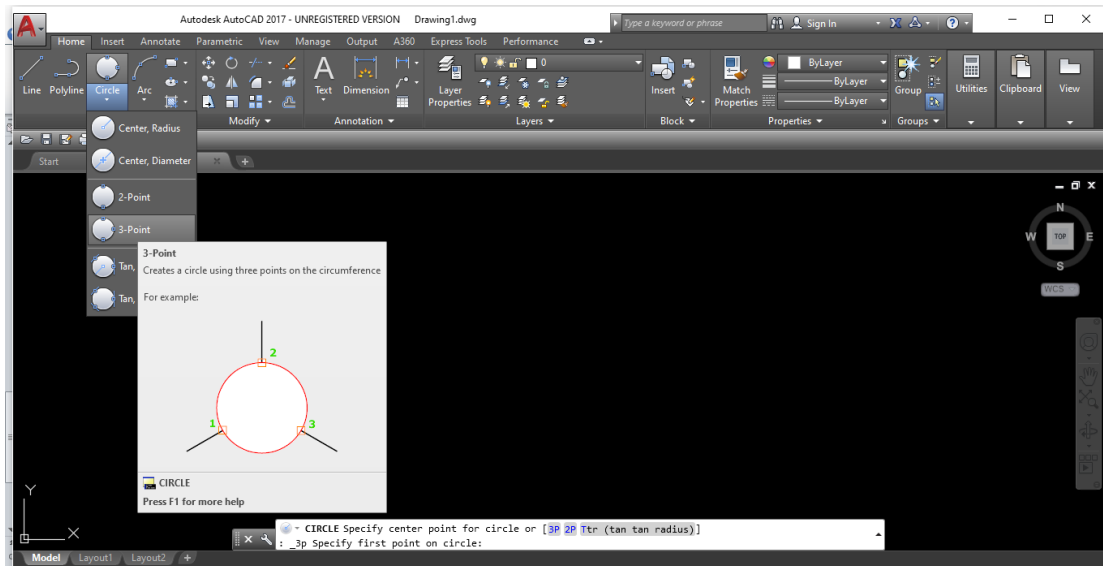 Autodesk AutoCAD 2017 - UNREGISTERED VERSION Drawing1.dwg
Type a keyword or phrase
Sign In
Home Insert Annotate Parametric View Manage Output A360 Express Tools Performance
0
ByLayer
ByLayer
ByLayer
Line Polyline Circle Arc
Text Dimension
Layer Properties
Insert
Match Properties
Group
Utilities
Clipboard
View
Modify
Annotation
Layers
Block
Properties
Groups
Start
Center, Radius
Center, Diameter
2-Point
3-Point
Tan,
Tan,
3-Point
Creates a circle using three points on the circumference
For example:
2
1
3
CIRCLE
Press F1 for more help
N
W TOP E
S
WCS
Y
X
CIRCLE Specify center point for circle or [3P 2P Ttr (tan tan radius)]
: _3p Specify first point on circle:
Model Layout1 Layout2 +